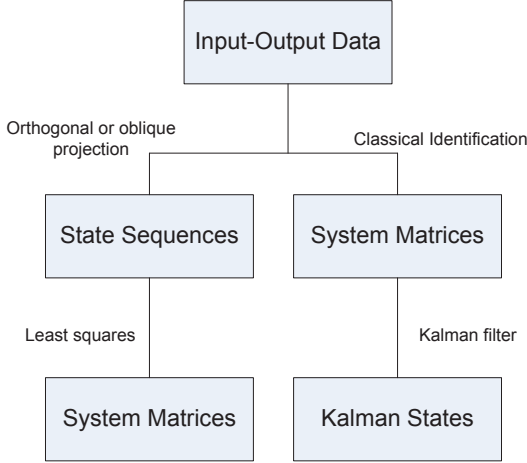 Input-Output Data
Orthogonal or oblique
projection
Classical Identification
State Sequences
System Matrices
Least squares
Kalman filter
System Matrices
Kalman States